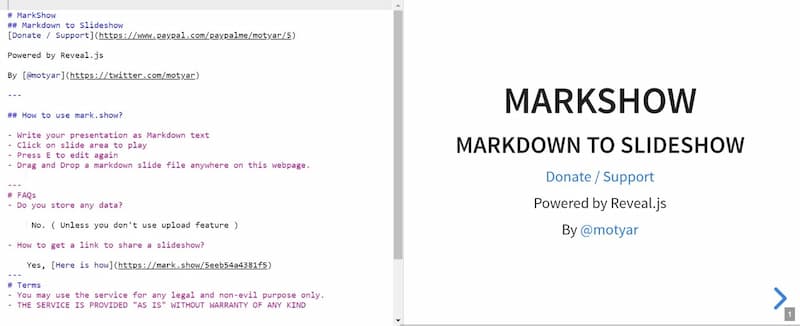 # MarkShow
## Markdown to Slideshow
[Donate / Support](https://www.paypal.com/paypalme/motyar/5)
Powered by Reveal.js
By [@motyar](https://twitter.com/motyar)
---
## How to use mark.show?
- Write your presentation as Markdown text
- Click on slide area to play
- Press E to edit again
- Drag and Drop a markdown slide file anywhere on this webpage.
---
# FAQs
- Do you store any data?
No. ( Unless you don't use upload feature )
- How to get a link to share a slideshow?
Yes, [Here is how](https://mark.show/5eeb54a4381f5)
---
# Terms
- You may use the service for any legal and non-evil purpose only.
- THE SERVICE IS PROVIDED "AS IS" WITHOUT WARRANTY OF ANY KIND
MARKSHOW
MARKDOWN TO SLIDESHOW
Donate / Support
Powered by Reveal.js
By @motyar
1